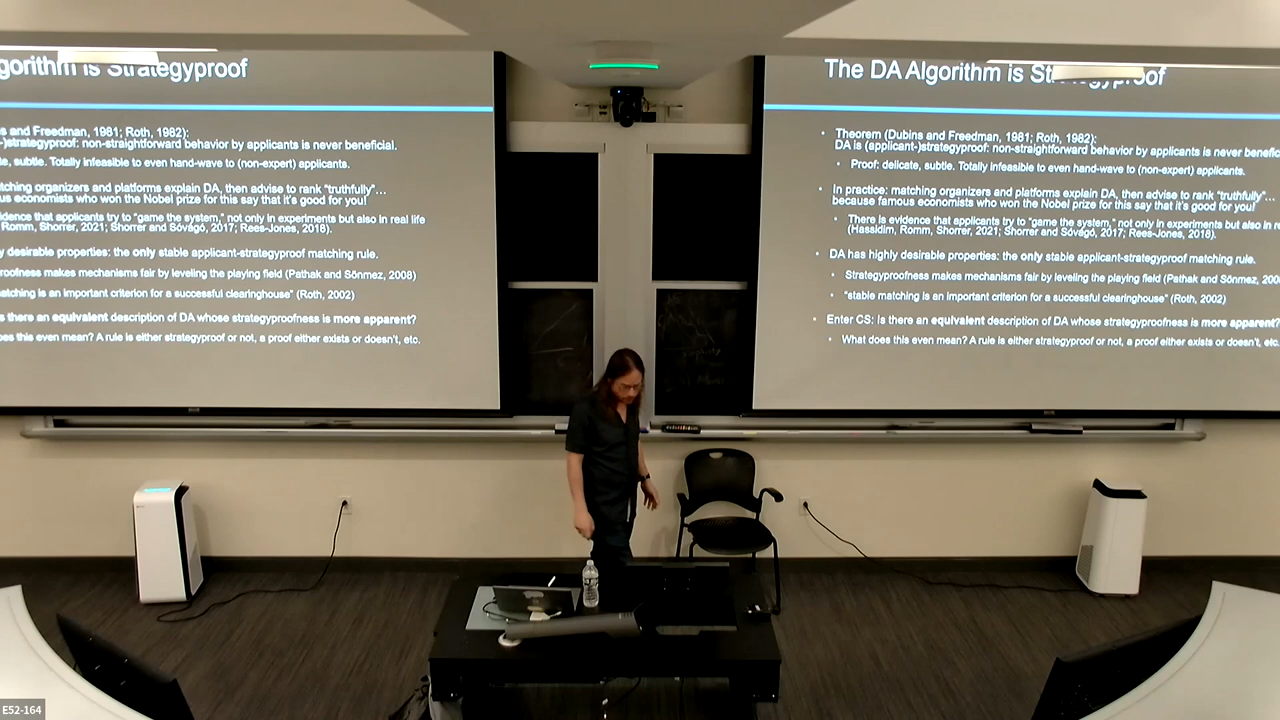 gorithm is Strategyproof
ns and Freedman, 1981; Roth, 1982):
-)strategyproof: non-straightforward behavior by applicants is never beneficial.
te, subtle. Totally infeasible to even hand-wave to (non-expert) applicants.
tching organizers and platforms explain DA, then advise to rank “truthfully”…
us economists who won the Nobel prize for this say that it's good for you!
idence that applicants try to “game the system,” not only in experiments but also in real life
Romm, Shorrer, 2021; Shorrer and Sóvágó, 2017; Rees-Jones, 2018).
y desirable properties: the only stable applicant-strategyproof matching rule.
roofness makes mechanisms fair by leveling the playing field (Pathak and Sönmez, 2008)
atching is an important criterion for a successful clearinghouse” (Roth, 2002)
s there an equivalent description of DA whose strategyproofness is more apparent?
oes this even mean? A rule is either strategyproof or not, a proof either exists or doesn't, etc.
The DA Algorithm is Strategyproof
• Theorem (Dubins and Freedman, 1981; Roth, 1982):
DA is (applicant-)strategyproof: non-straightforward behavior by applicants is never benefic
• Proof: delicate, subtle. Totally infeasible to even hand-wave to (non-expert) applicants.
• In practice: matching organizers and platforms explain DA, then advise to rank “truthfully”…
because famous economists who won the Nobel prize for this say that it's good for you!
• There is evidence that applicants try to “game the system,” not only in experiments but also in re
(Hassidim, Romm, Shorrer, 2021; Shorrer and Sóvágó, 2017; Rees-Jones, 2018).
• DA has highly desirable properties: the only stable applicant-strategyproof matching rule.
• Strategyproofness makes mechanisms fair by leveling the playing field (Pathak and Sönmez, 200
• “stable matching is an important criterion for a successful clearinghouse” (Roth, 2002)
• Enter CS: Is there an equivalent description of DA whose strategyproofness is more apparent?
• What does this even mean? A rule is either strategyproof or not, a proof either exists or doesn't, etc.
E52-164